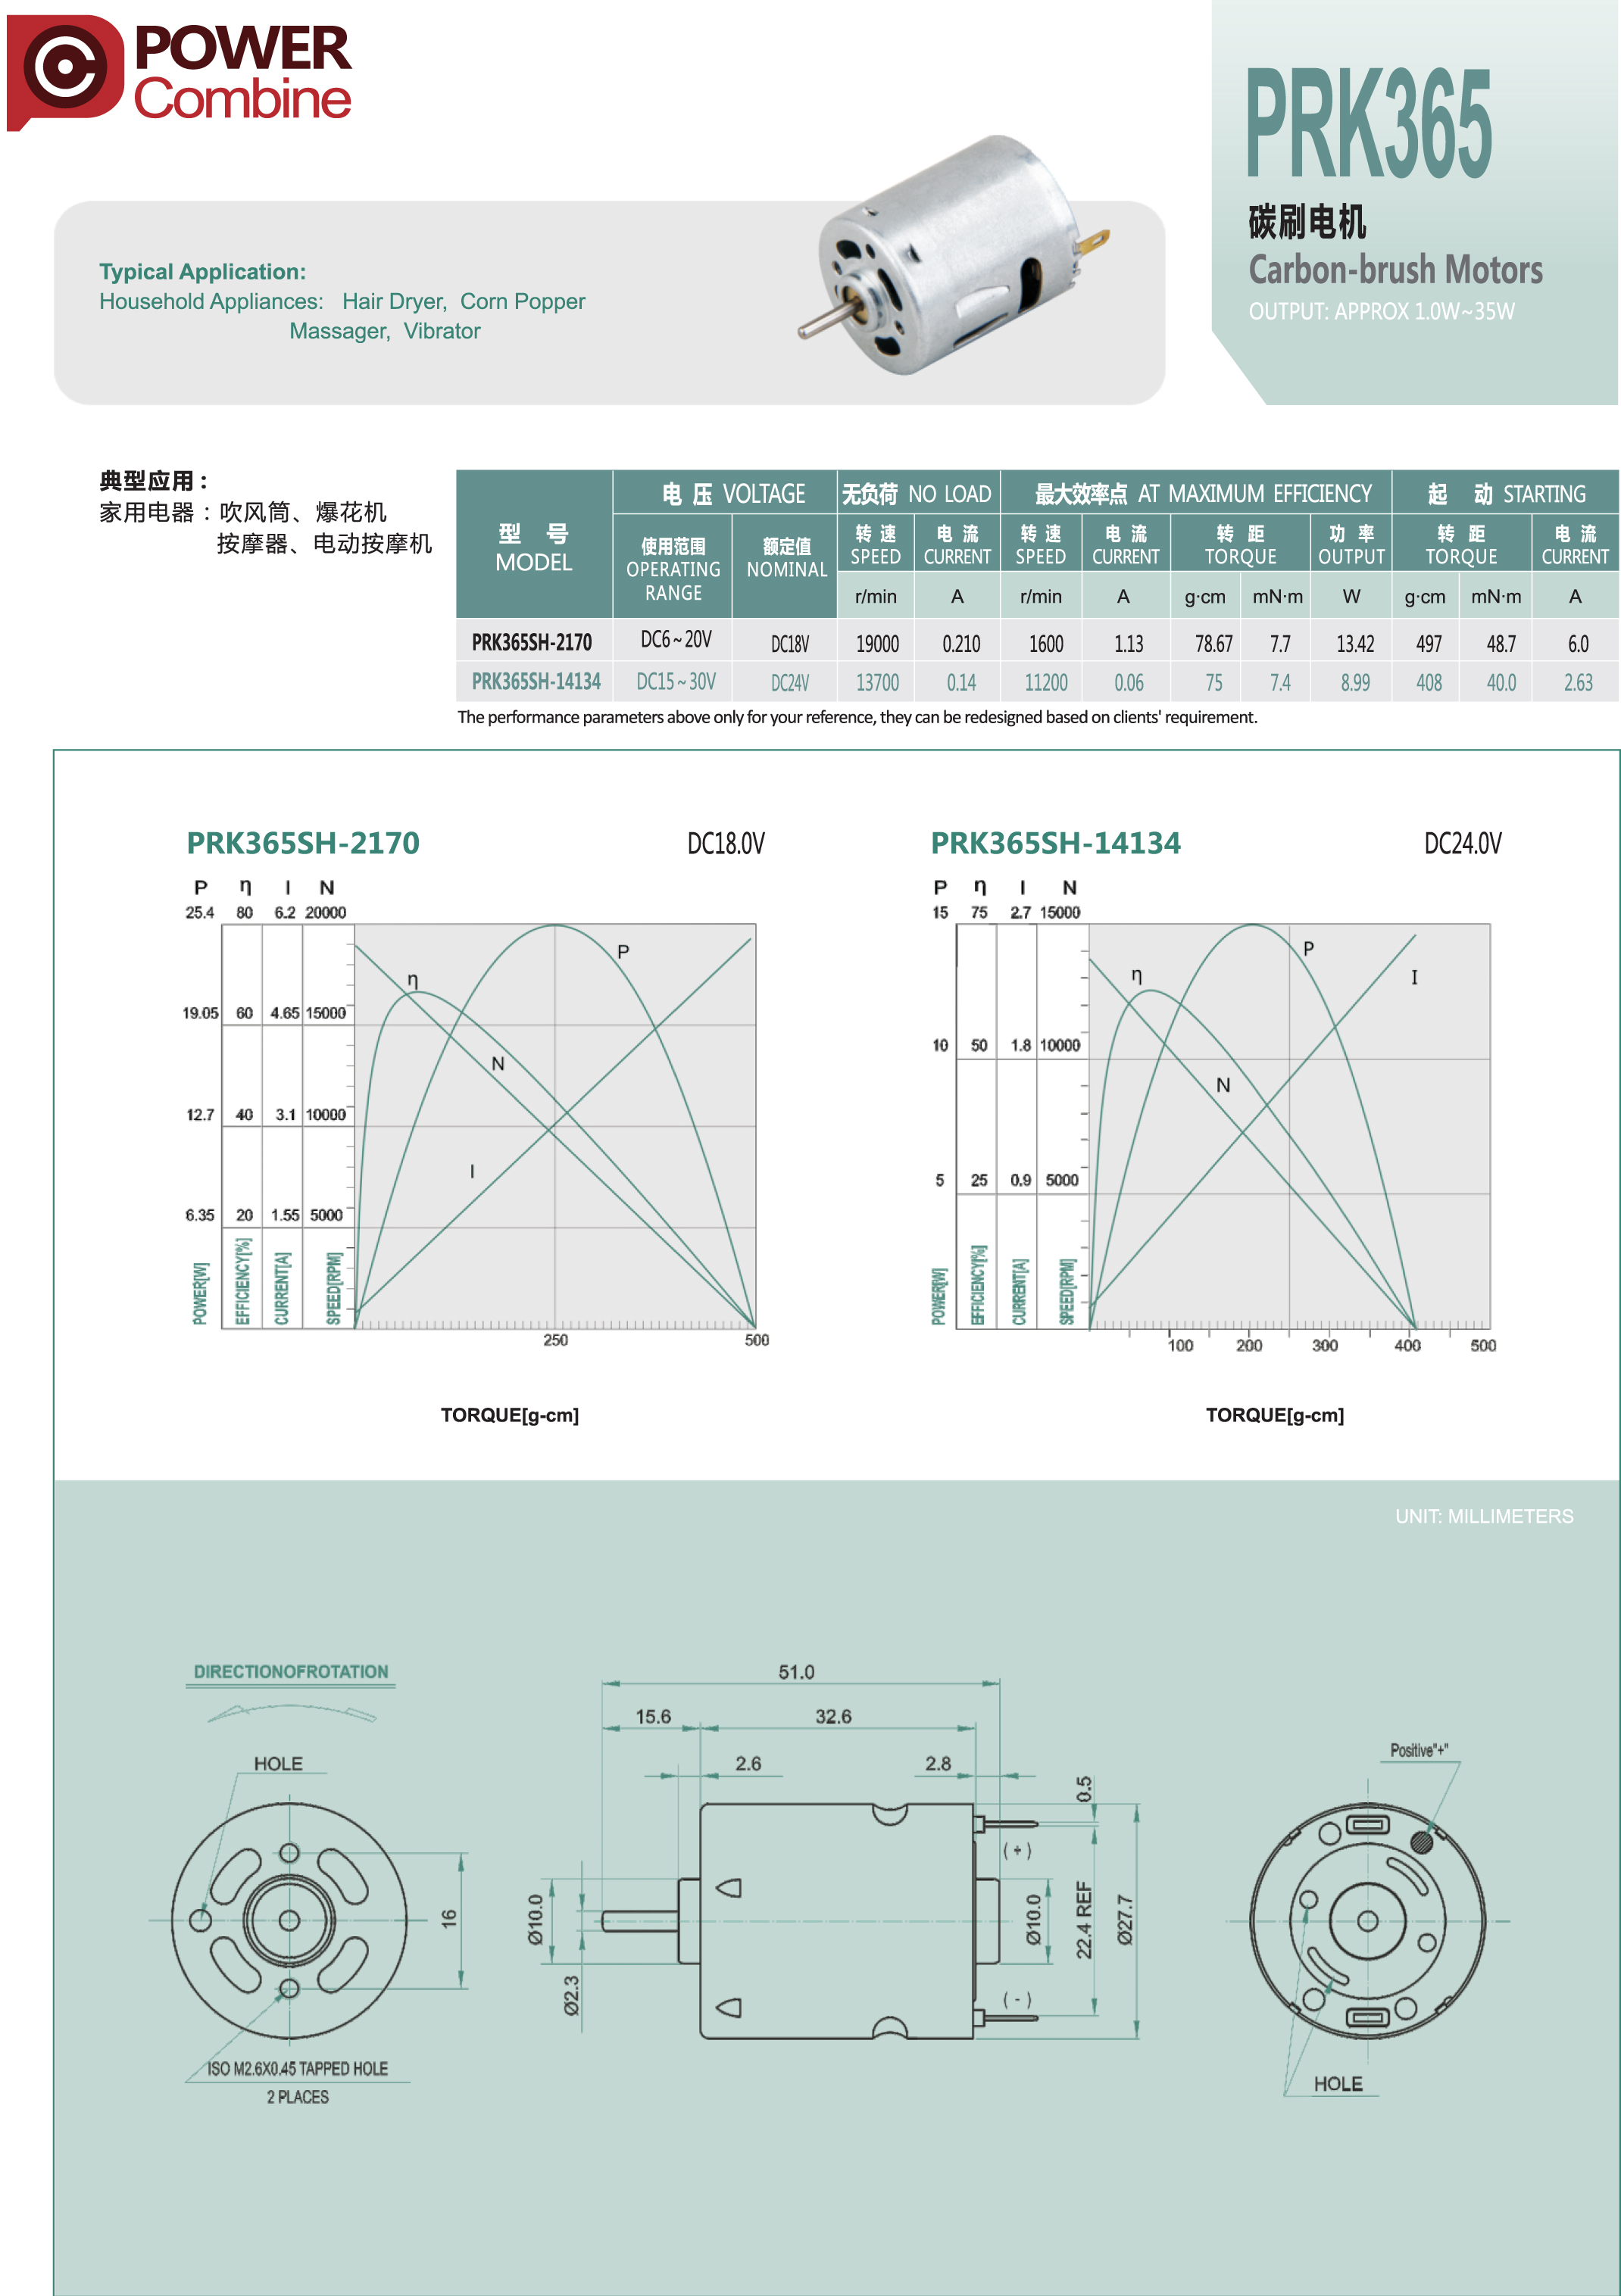 POWER
Combine
PRK365
碳刷电机
Carbon-brush Motors
OUTPUT: APPROX 1.0W~35W
Typical Application:
Household Appliances: Hair Dryer, Corn Popper
Massager, Vibrator
典型应用：
家用电器：吹风筒、爆花机
按摩器、电动按摩机
型 号 MODEL 电 压 VOLTAGE 无负荷 NO LOAD 最大效率点 AT MAXIMUM EFFICIENCY 起 动 STARTING
使用范围 OPERATING RANGE 额定值 NOMINAL 转 速 SPEED 电 流 CURRENT 转 速 SPEED 电 流 CURRENT 转 距 TORQUE 功 率 OUTPUT 转 距 TORQUE 电 流 CURRENT
r/min A r/min A g·cm mN·m W g·cm mN·m A
PRK365SH-2170 DC6~20V DC18V 19000 0.210 1600 1.13 78.67 7.7 13.42 497 48.7 6.0
PRK365SH-14134 DC15~30V DC24V 13700 0.14 11200 0.06 75 7.4 8.99 408 40.0 2.63
The performance parameters above only for your reference, they can be redesigned based on clients' requirement.
PRK365SH-2170 DC18.0V
P η I N
25.4 80 6.2 20000
19.05 60 4.65 15000
12.7 40 3.1 10000
6.35 20 1.55 5000
POWER[W] EFFICIENCY[%] CURRENT[A] SPEED[RPM]
η
P
N
I
250 500
TORQUE[g-cm]
PRK365SH-14134 DC24.0V
P η I N
15 75 2.7 15000
10 50 1.8 10000
5 25 0.9 5000
POWER[W] EFFICIENCY[%] CURRENT[A] SPEED[RPM]
η
P
I
N
100 200 300 400 500
TORQUE[g-cm]
UNIT: MILLIMETERS
DIRECTIONOFROTATION
HOLE
16
ISO M2.6X0.45 TAPPED HOLE
2 PLACES
51.0
15.6 32.6
2.6 2.8
0.5
(+)
Ø10.0
Ø2.3
Ø10.0
22.4 REF
Ø27.7
(-)
Positive"+"
HOLE